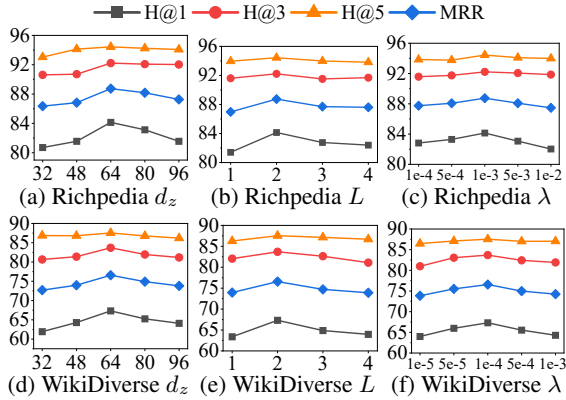 H@1 H@3 H@5 MRR
96
92
88
84
80
32 48 64 80 96
(a) Richpedia d_z
96
92
88
84
80
1 2 3 4
(b) Richpedia L
96
92
88
84
80
1e-4 5e-4 1e-3 5e-3 1e-2
(c) Richpedia λ
90
85
80
75
70
65
60
32 48 64 80 96
(d) WikiDiverse d_z
90
85
80
75
70
65
60
1 2 3 4
(e) WikiDiverse L
90
85
80
75
70
65
60
1e-5 5e-5 1e-4 5e-4 1e-3
(f) WikiDiverse λ